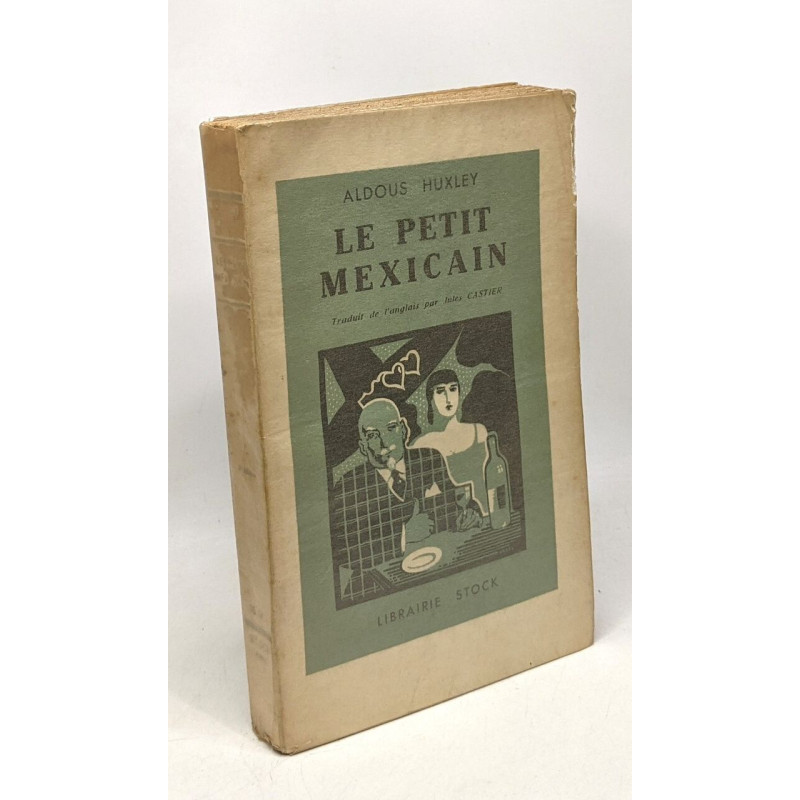 ALDOUS HUXLEY
LE PETIT
MEXICAIN
Traduit de l'anglais par Jules CASTIER
LIBRAIRIE STOCK